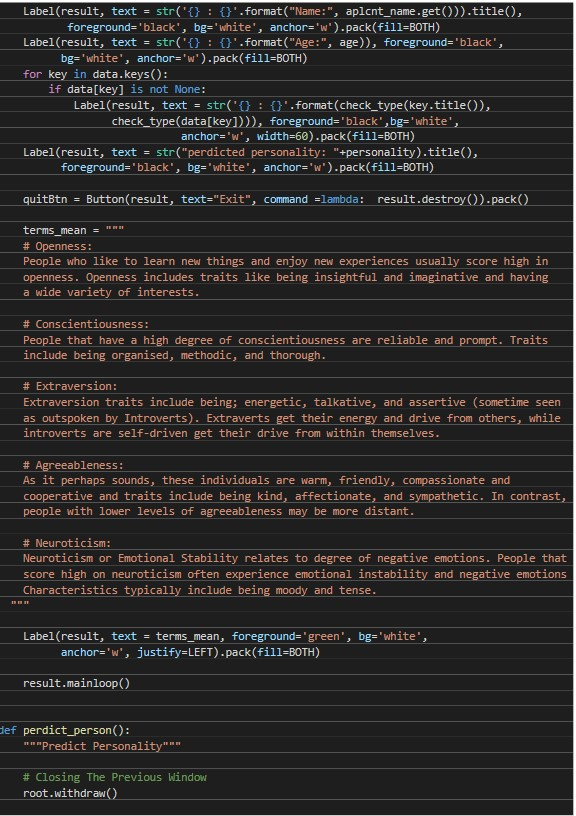 Label(result, text = str('{} : {}'.format("Name:", aplcnt_name.get())).title(),
foreground='black', bg='white', anchor='w').pack(fill=BOTH)
Label(result, text = str('{} : {}'.format("Age:", age)), foreground='black',
bg='white', anchor='w').pack(fill=BOTH)
for key in data.keys():
if data[key] is not None:
Label(result, text = str('{} : {}'.format(check_type(key.title()),
check_type(data[key]))), foreground='black',bg='white',
anchor='w', width=60).pack(fill=BOTH)
Label(result, text = str("perdicted personality: "+personality).title(),
foreground='black', bg='white', anchor='w').pack(fill=BOTH)
quitBtn = Button(result, text="Exit", command =lambda:  result.destroy()).pack()
terms_mean = """
# Openness:
People who like to learn new things and enjoy new experiences usually score high in
openness. Openness includes traits like being insightful and imaginative and having
a wide variety of interests.
# Conscientiousness:
People that have a high degree of conscientiousness are reliable and prompt. Traits
include being organised, methodic, and thorough.
# Extraversion:
Extraversion traits include being; energetic, talkative, and assertive (sometime seen
as outspoken by Introverts). Extraverts get their energy and drive from others, while
introverts are self-driven get their drive from within themselves.
# Agreeableness:
As it perhaps sounds, these individuals are warm, friendly, compassionate and
cooperative and traits include being kind, affectionate, and sympathetic. In contrast,
people with lower levels of agreeableness may be more distant.
# Neuroticism:
Neuroticism or Emotional Stability relates to degree of negative emotions. People that
score high on neuroticism often experience emotional instability and negative emotions
Characteristics typically include being moody and tense.
"""
Label(result, text = terms_mean, foreground='green', bg='white',
anchor='w', justify=LEFT).pack(fill=BOTH)
result.mainloop()
def perdict_person():
"""Predict Personality"""
# Closing The Previous Window
root.withdraw()